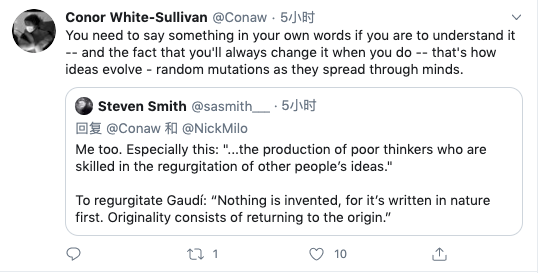 Conor White-Sullivan @Conaw · 5小时
You need to say something in your own words if you are to understand it
-- and the fact that you'll always change it when you do -- that's how
ideas evolve - random mutations as they spread through minds.
Steven Smith @sasmith__ · 5小时
回复 @Conaw 和 @NickMilo
Me too. Especially this: "...the production of poor thinkers who are
skilled in the regurgitation of other people’s ideas."
To regurgitate Gaudí: “Nothing is invented, for it’s written in nature
first. Originality consists of returning to the origin.”
1 10